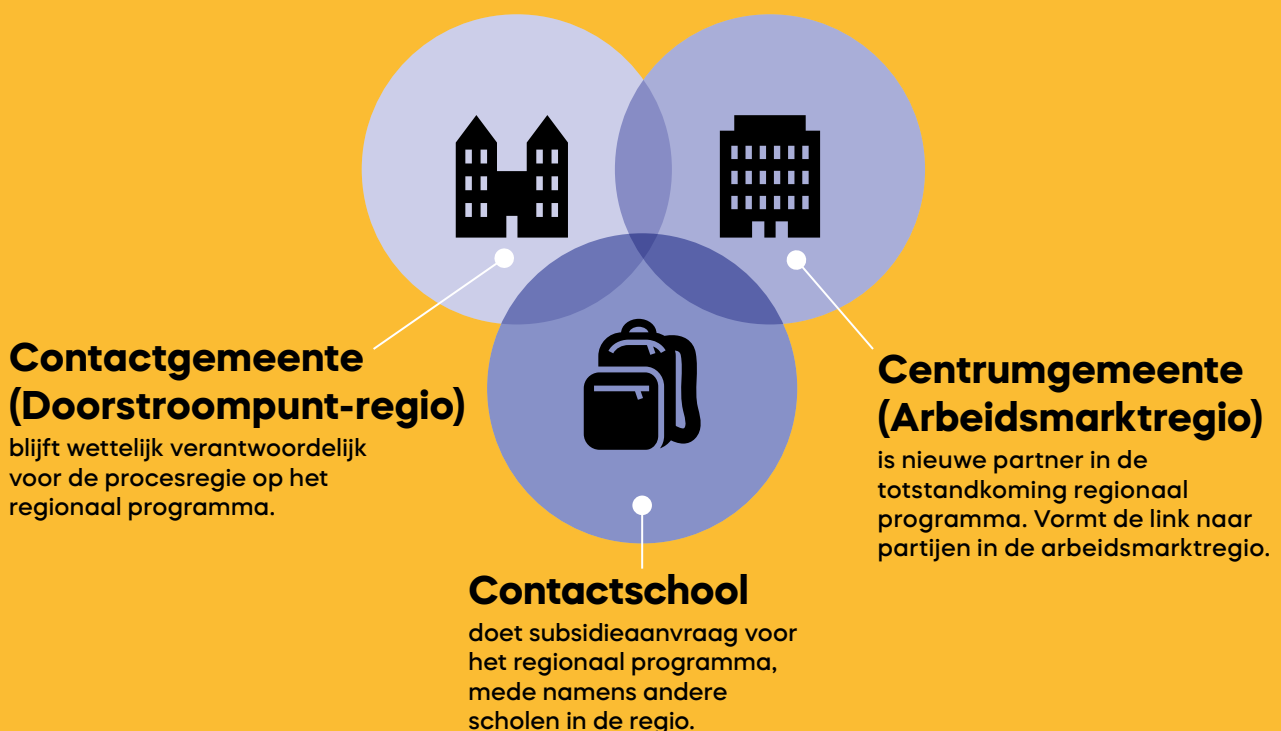 Contactgemeente
(Doorstroompunt-regio)
blijft wettelijk verantwoordelijk
voor de procesregie op het
regionaal programma.
Centrumgemeente
(Arbeidsmarktregio)
is nieuwe partner in de
totstandkoming regionaal
programma. Vormt de link naar
partijen in de arbeidsmarktregio.
Contactschool
doet subsidieaanvraag voor
het regionaal programma,
mede namens andere
scholen in de regio.